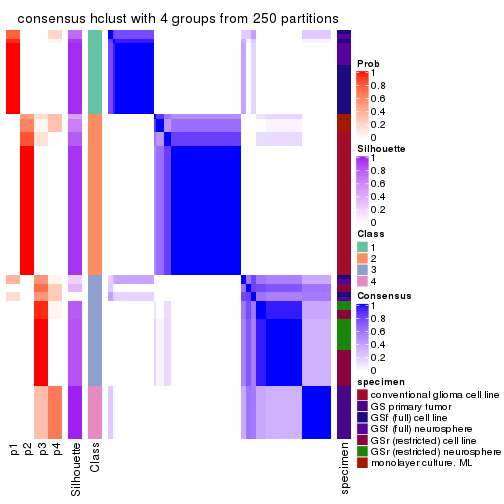 consensus hclust with 4 groups from 250 partitions
Prob
1
0.8
0.6
0.4
0.2
0
Silhouette
1
0.8
0.6
0.4
0.2
0
Class
1
2
3
4
Consensus
1
0.8
0.6
0.4
0.2
0
specimen
conventional glioma cell line
GS primary tumor
GSf (full) cell line
GSf (full) neurosphere
GSr (restricted) cell line
GSr (restricted) neurosphere
monolayer culture. ML
p1
p2
p3
p4
Silhouette
Class
specimen